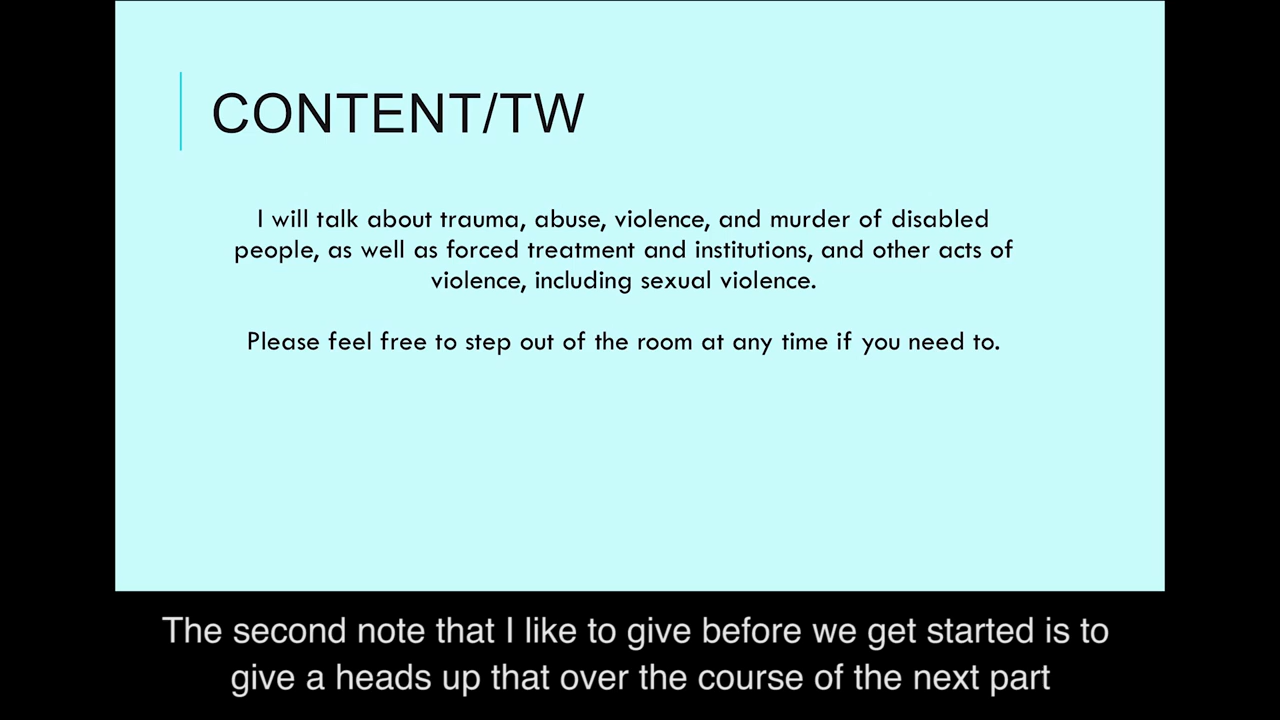 CONTENT/TW
I will talk about trauma, abuse, violence, and murder of disabled
people, as well as forced treatment and institutions, and other acts of
violence, including sexual violence.
Please feel free to step out of the room at any time if you need to.
The second note that I like to give before we get started is to
give a heads up that over the course of the next part